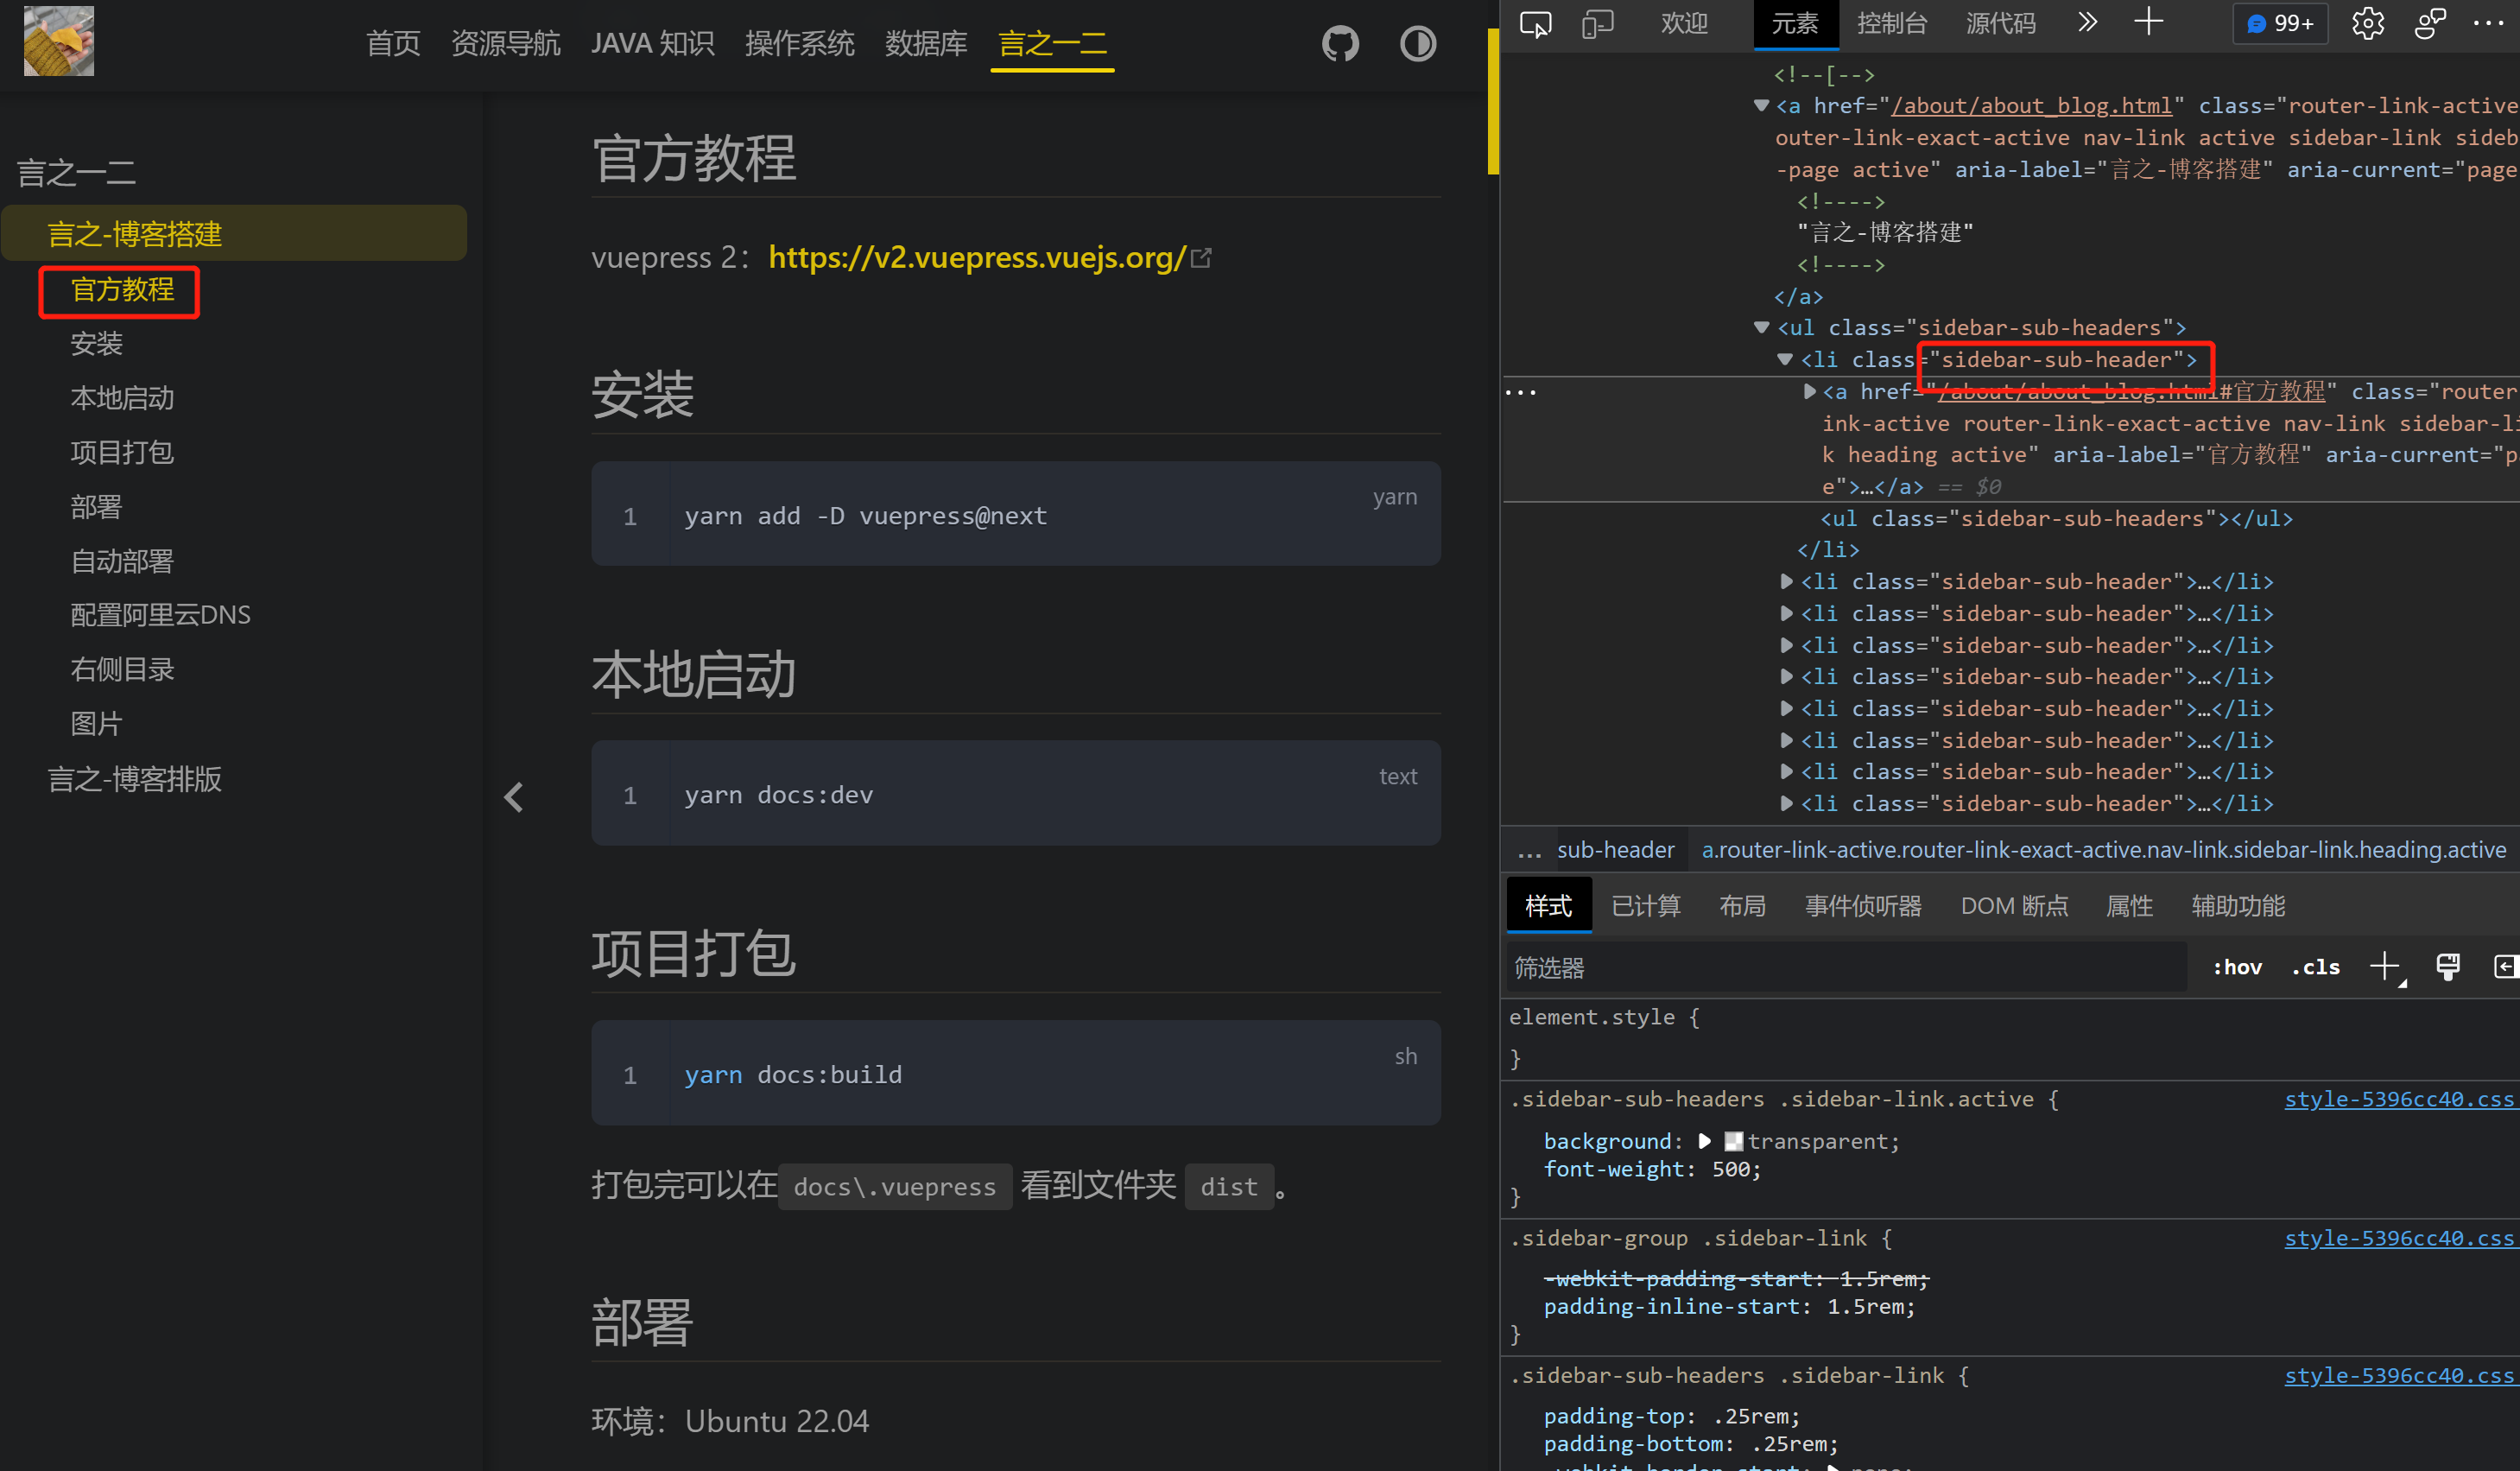 首页 资源导航 JAVA 知识 操作系统 数据库 言之一二
言之一二
言之-博客搭建
官方教程
安装
本地启动
项目打包
部署
自动部署
配置阿里云DNS
右侧目录
图片
言之-博客排版
官方教程
vuepress 2：https://v2.vuepress.vuejs.org/
安装
yarn
1 yarn add -D vuepress@next
本地启动
text
1 yarn docs:dev
项目打包
sh
1 yarn docs:build
打包完可以在 docs\.vuepress 看到文件夹 dist 。
部署
环境：Ubuntu 22.04
欢迎 元素 控制台 源代码 99+
<!--[-->
<a href="/about/about_blog.html" class="router-link-active
outer-link-exact-active nav-link active sidebar-link sideb
-page active" aria-label="言之-博客搭建" aria-current="page
<!---->
"言之-博客搭建"
<!---->
</a>
<ul class="sidebar-sub-headers">
<li class="sidebar-sub-header">
<a href="/about/about_blog.html#官方教程" class="router
ink-active router-link-exact-active nav-link sidebar-li
k heading active" aria-label="官方教程" aria-current="p
e">…</a> == $0
<ul class="sidebar-sub-headers"></ul>
</li>
<li class="sidebar-sub-header">…</li>
<li class="sidebar-sub-header">…</li>
<li class="sidebar-sub-header">…</li>
<li class="sidebar-sub-header">…</li>
<li class="sidebar-sub-header">…</li>
<li class="sidebar-sub-header">…</li>
<li class="sidebar-sub-header">…</li>
<li class="sidebar-sub-header">…</li>
... sub-header a.router-link-active.router-link-exact-active.nav-link.sidebar-link.heading.active
样式 已计算 布局 事件侦听器 DOM 断点 属性 辅助功能
筛选器 :hov .cls
element.style {
}
.sidebar-sub-headers .sidebar-link.active { style-5396cc40.css
background: transparent;
font-weight: 500;
}
.sidebar-group .sidebar-link { style-5396cc40.css
-webkit-padding-start: 1.5rem;
padding-inline-start: 1.5rem;
}
.sidebar-sub-headers .sidebar-link { style-5396cc40.css
padding-top: .25rem;
padding-bottom: .25rem;